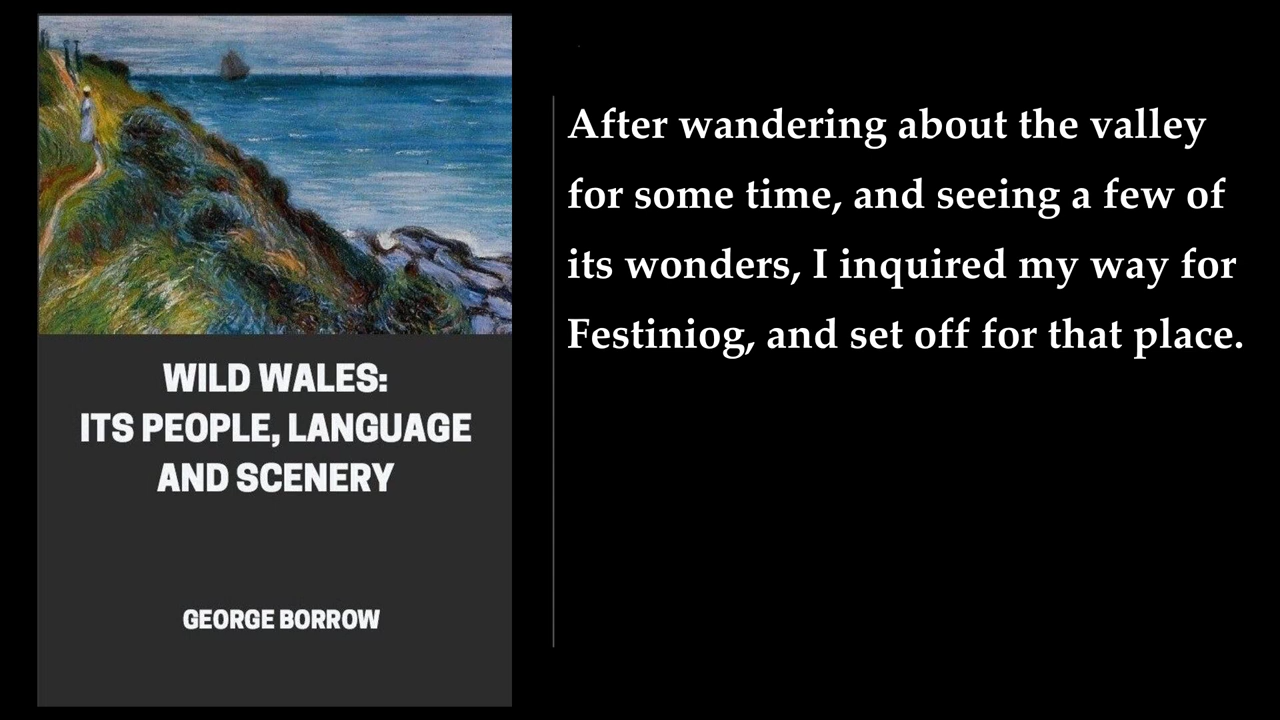 WILD WALES:
ITS PEOPLE, LANGUAGE
AND SCENERY
GEORGE BORROW
After wandering about the valley
for some time, and seeing a few of
its wonders, I inquired my way for
Festiniog, and set off for that place.